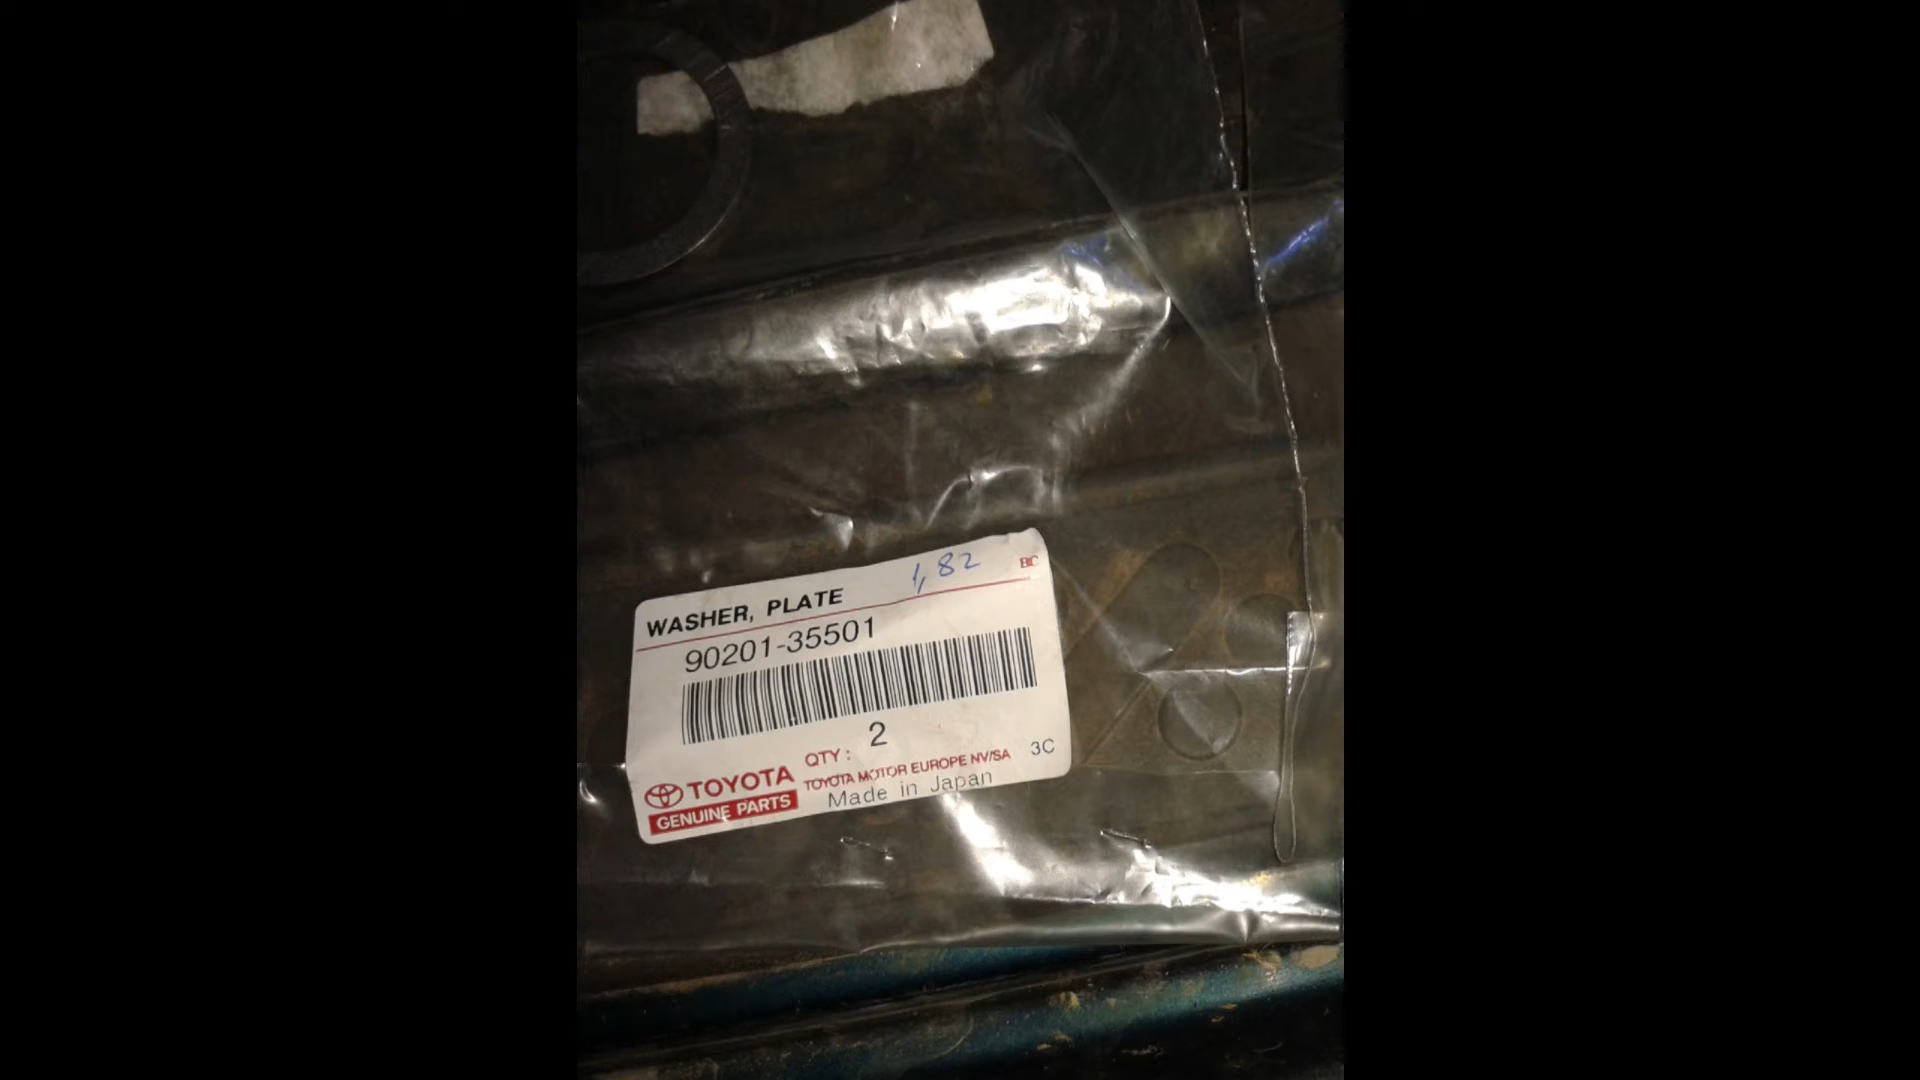 1,82
BC
WASHER, PLATE
90201-35501
QTY: 2
TOYOTA
GENUINE PARTS
TOYOTA MOTOR EUROPE NV/SA
3C
Made in Japan